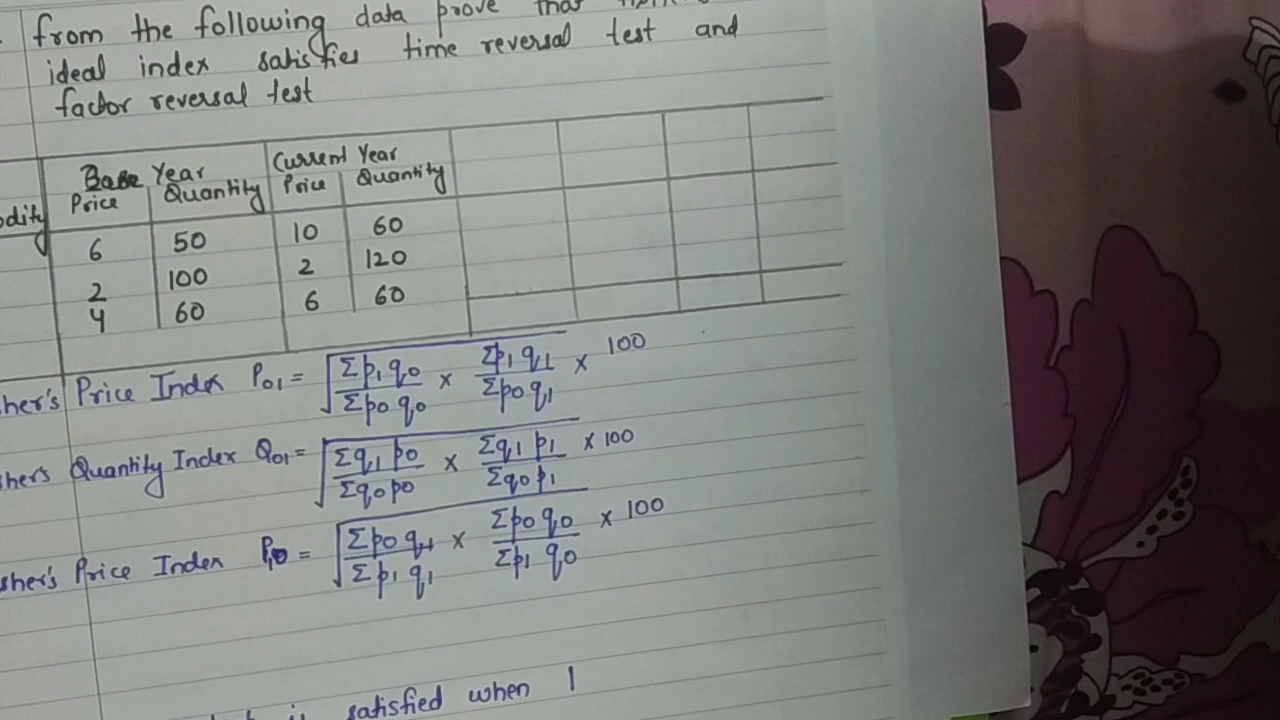 from the following data prove that
ideal index satisfies time reversal test and
factor reversal test
Base Year Current Year
Price Quantity Price Quantity
6 50 10 60
2 100 2 120
4 60 6 60
her's Price Index P01 = √Σp1q0/Σp0q0 × Σp1q1/Σp0q1 × 100
hers Quantity Index Q01 = √Σq1p0/Σq0p0 × Σq1p1/Σq0p1 × 100
sher's Price Index P10 = √Σp0q1/Σp1q1 × Σp0q0/Σp1q0 × 100
satisfied when 1